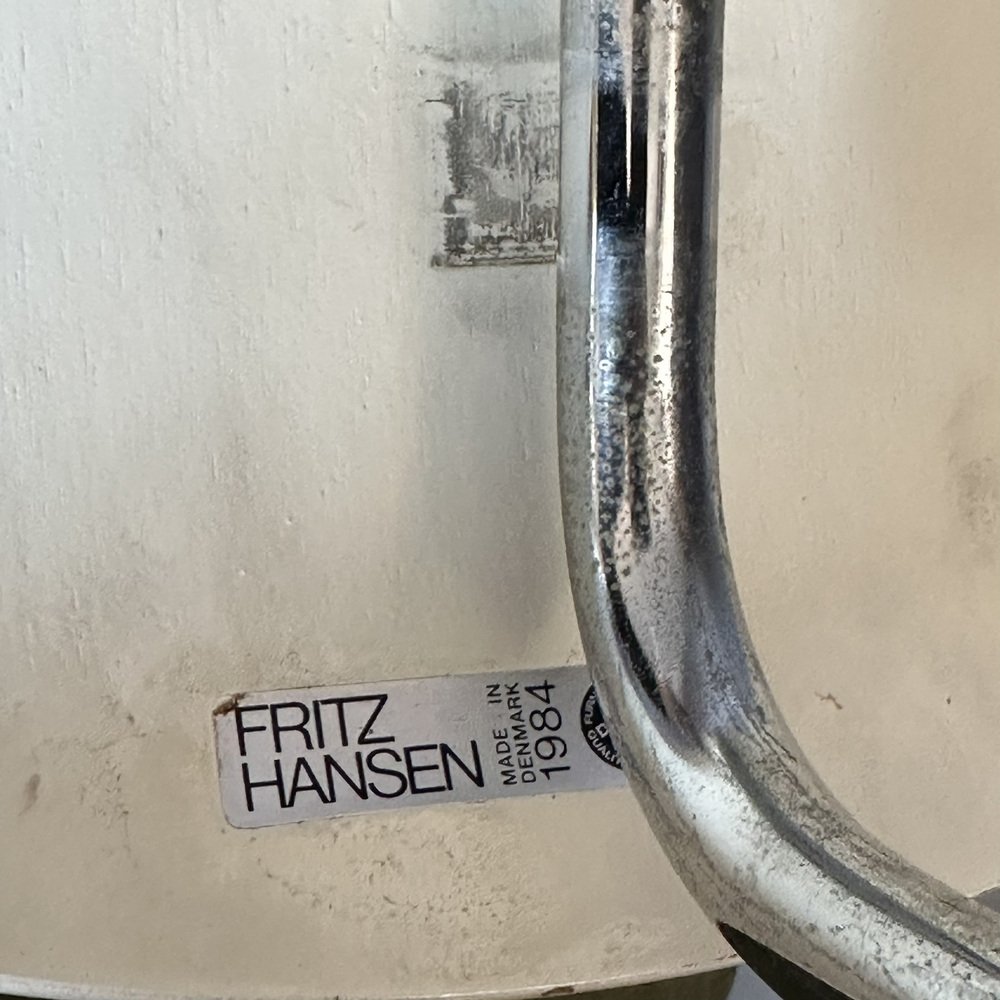 FRITZ
HANSEN
MADE IN
DENMARK
1984